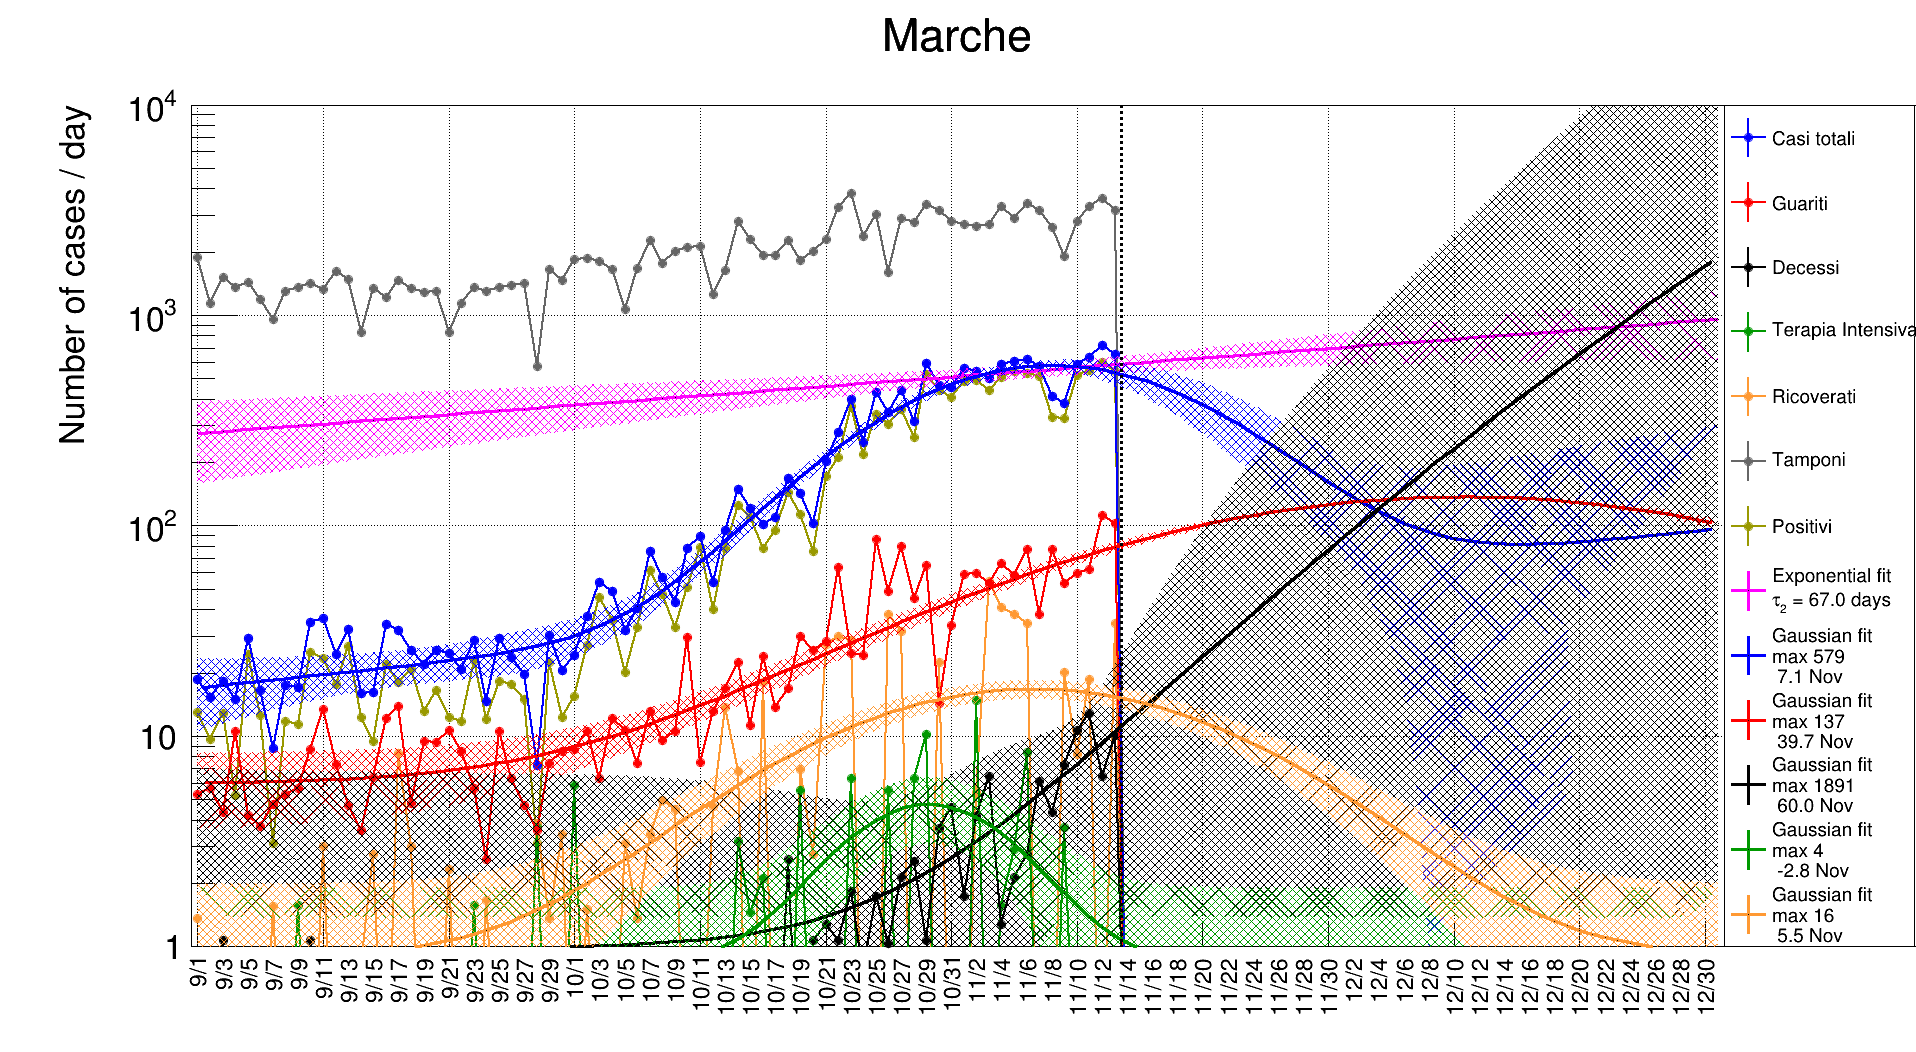 Marche
Number of cases / day
10^4
10^3
10^2
10
1
9/1
9/3
9/5
9/7
9/9
9/11
9/13
9/15
9/17
9/19
9/21
9/23
9/25
9/27
9/29
10/1
10/3
10/5
10/7
10/9
10/11
10/13
10/15
10/17
10/19
10/21
10/23
10/25
10/27
10/29
10/31
11/2
11/4
11/6
11/8
11/10
11/12
11/14
11/16
11/18
11/20
11/22
11/24
11/26
11/28
11/30
12/2
12/4
12/6
12/8
12/10
12/12
12/14
12/16
12/18
12/20
12/22
12/24
12/26
12/28
12/30
Casi totali
Guariti
Decessi
Terapia Intensiva
Ricoverati
Tamponi
Positivi
Exponential fit
τ₂ = 67.0 days
Gaussian fit
max 579
7.1 Nov
Gaussian fit
max 137
39.7 Nov
Gaussian fit
max 1891
60.0 Nov
Gaussian fit
max 4
-2.8 Nov
Gaussian fit
max 16
5.5 Nov